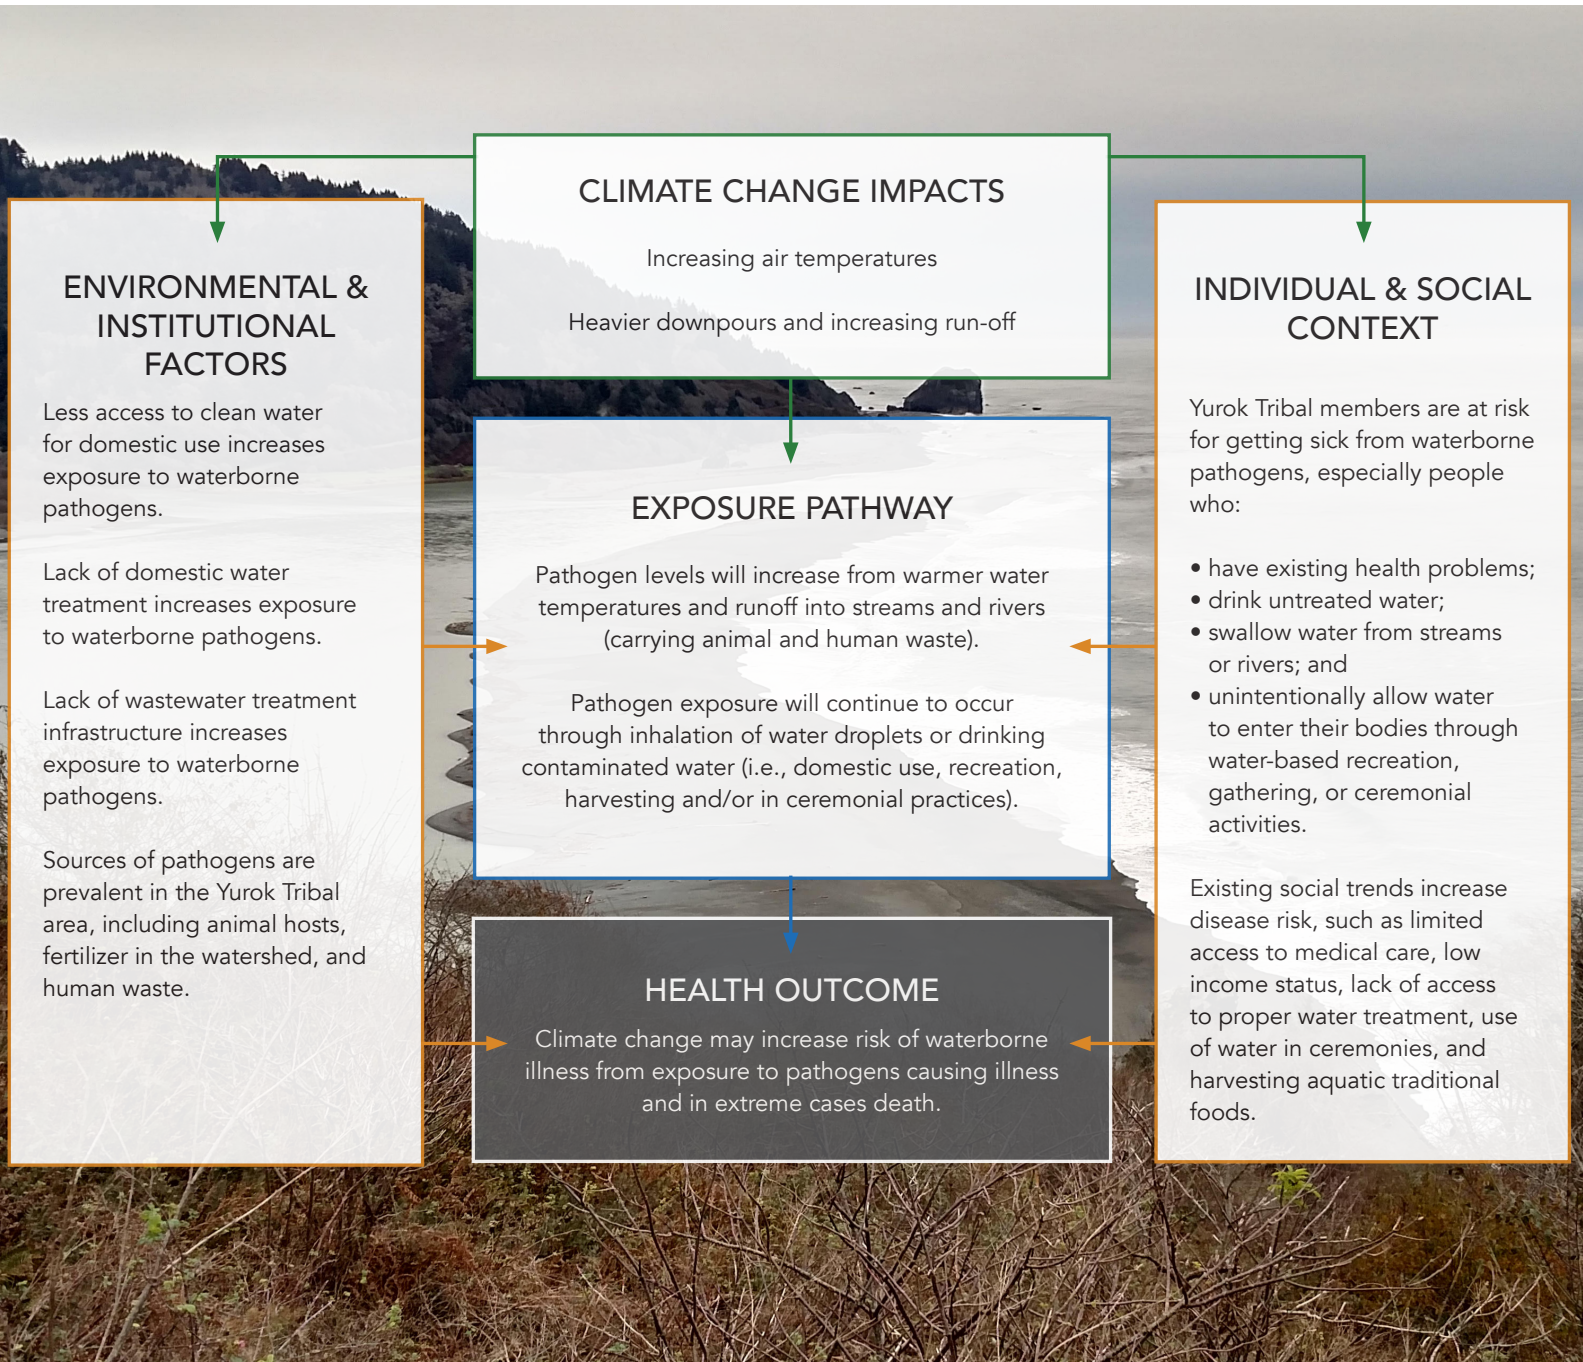 CLIMATE CHANGE IMPACTS
Increasing air temperatures
Heavier downpours and increasing run-off
ENVIRONMENTAL &
INSTITUTIONAL
FACTORS
Less access to clean water
for domestic use increases
exposure to waterborne
pathogens.
Lack of domestic water
treatment increases exposure
to waterborne pathogens.
Lack of wastewater treatment
infrastructure increases
exposure to waterborne
pathogens.
Sources of pathogens are
prevalent in the Yurok Tribal
area, including animal hosts,
fertilizer in the watershed, and
human waste.
EXPOSURE PATHWAY
Pathogen levels will increase from warmer water
temperatures and runoff into streams and rivers
(carrying animal and human waste).
Pathogen exposure will continue to occur
through inhalation of water droplets or drinking
contaminated water (i.e., domestic use, recreation,
harvesting and/or in ceremonial practices).
HEALTH OUTCOME
Climate change may increase risk of waterborne
illness from exposure to pathogens causing illness
and in extreme cases death.
INDIVIDUAL & SOCIAL
CONTEXT
Yurok Tribal members are at risk
for getting sick from waterborne
pathogens, especially people
who:
• have existing health problems;
• drink untreated water;
• swallow water from streams
or rivers; and
• unintentionally allow water
to enter their bodies through
water-based recreation,
gathering, or ceremonial
activities.
Existing social trends increase
disease risk, such as limited
access to medical care, low
income status, lack of access
to proper water treatment, use
of water in ceremonies, and
harvesting aquatic traditional
foods.